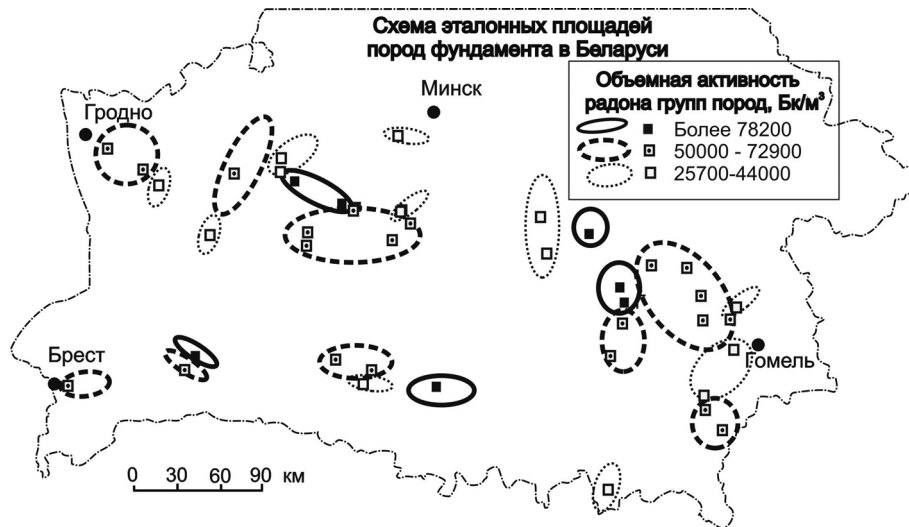 Схема эталонных площадей
пород фундамента в Беларуси
Минск
Гродно
Объемная активность
радона групп пород, Бк/м³
Более 78200
50000 - 72900
25700-44000
Брест
Гомель
0 30 60 90 км